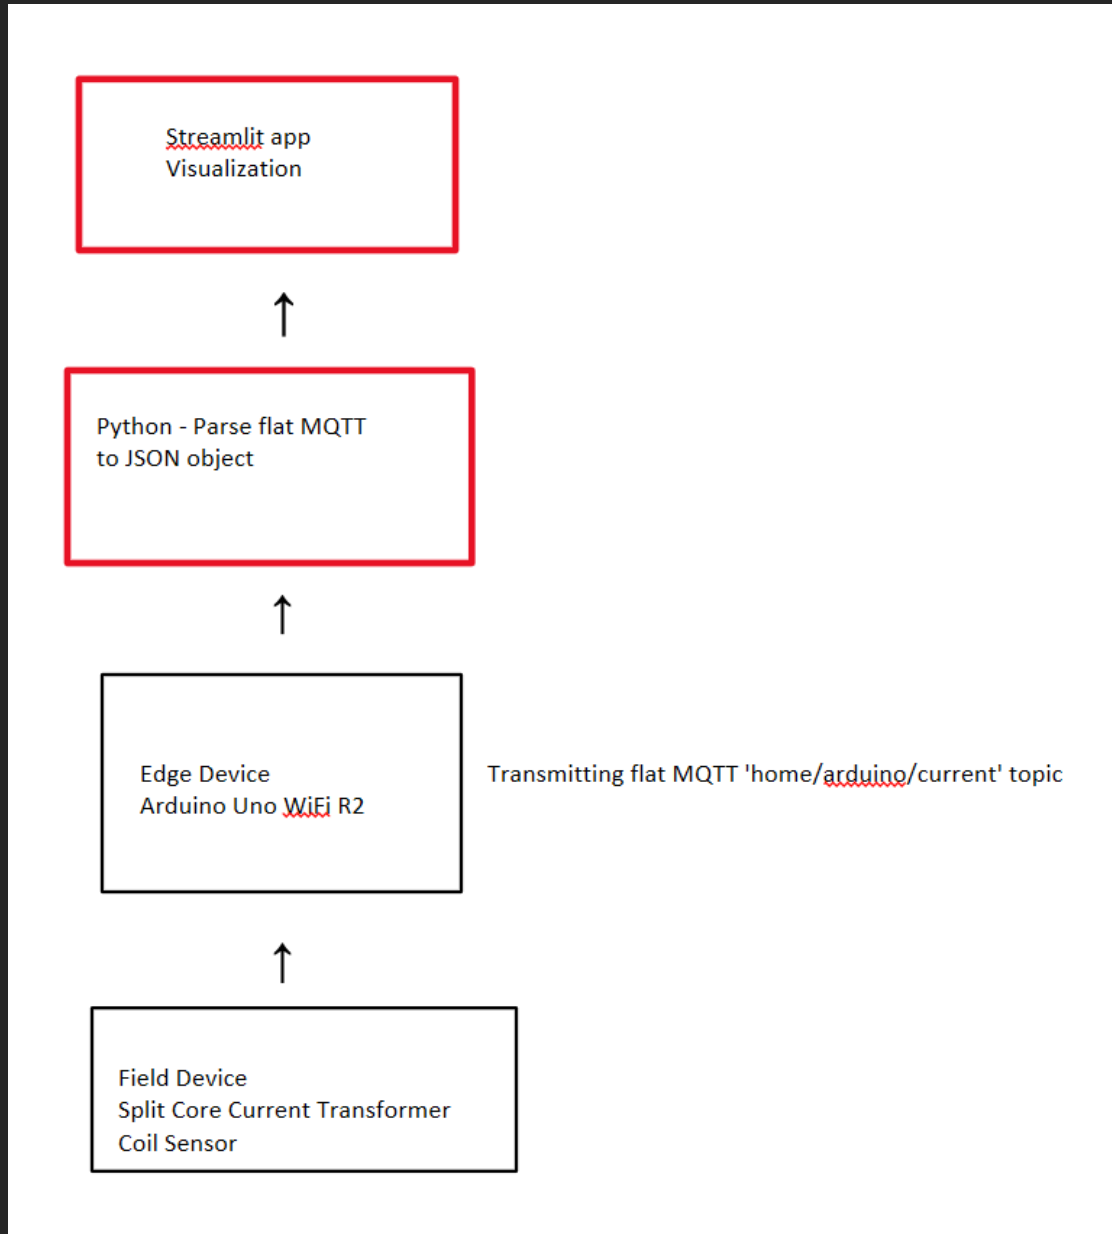 Streamlit app
Visualization
Python - Parse flat MQTT
to JSON object
Edge Device
Arduino Uno WiFi R2
Transmitting flat MQTT 'home/arduino/current' topic
Field Device
Split Core Current Transformer
Coil Sensor